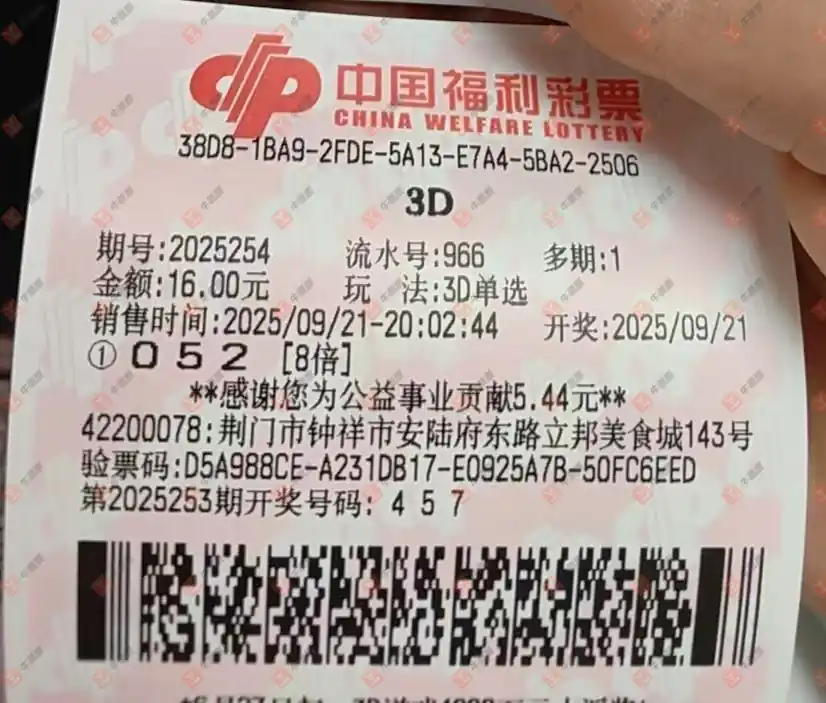 中国福利彩票
CHINA WELFARE LOTTERY
38D8-1BA9-2FDE-5A13-E7A4-5BA2-2506
3D
期号:2025254 流水号:966 多期:1
金额:16.00元 玩 法:3D单选
销售时间:2025/09/21-20:02:44 开奖:2025/09/21
① 0 5 2 [8倍]
**感谢您为公益事业贡献5.44元**
42200078:荆门市钟祥市安陆府东路立邦美食城143号
验票码:D5A988CE-A231DB17-E0925A7B-50FC6EED
第2025253期开奖号码: 4 5 7